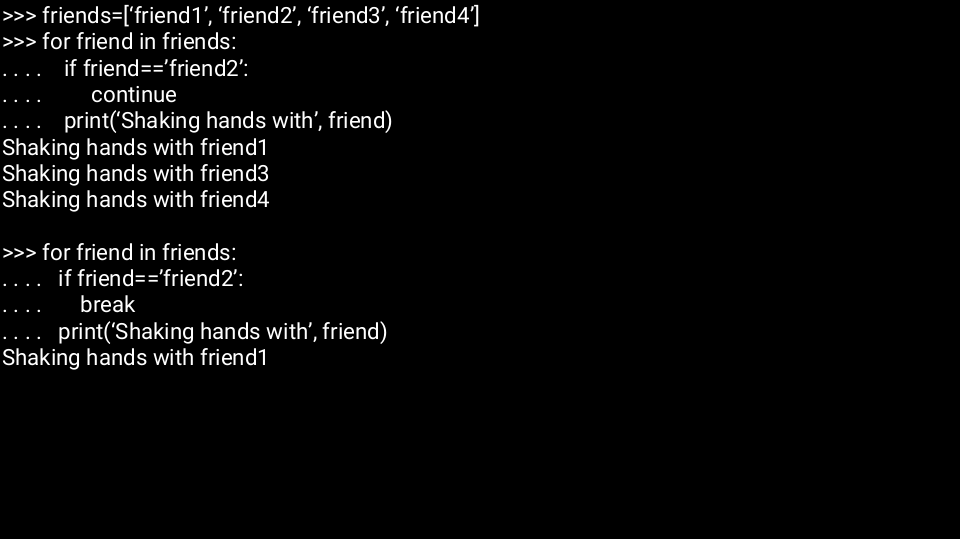 >>> friends=[‘friend1’, ‘friend2’, ‘friend3’, ‘friend4’]
>>> for friend in friends:
. . . .    if friend==’friend2’:
. . . .        continue
. . . .    print(‘Shaking hands with’, friend)
Shaking hands with friend1
Shaking hands with friend3
Shaking hands with friend4
>>> for friend in friends:
. . . .   if friend==’friend2’:
. . . .      break
. . . .   print(‘Shaking hands with’, friend)
Shaking hands with friend1